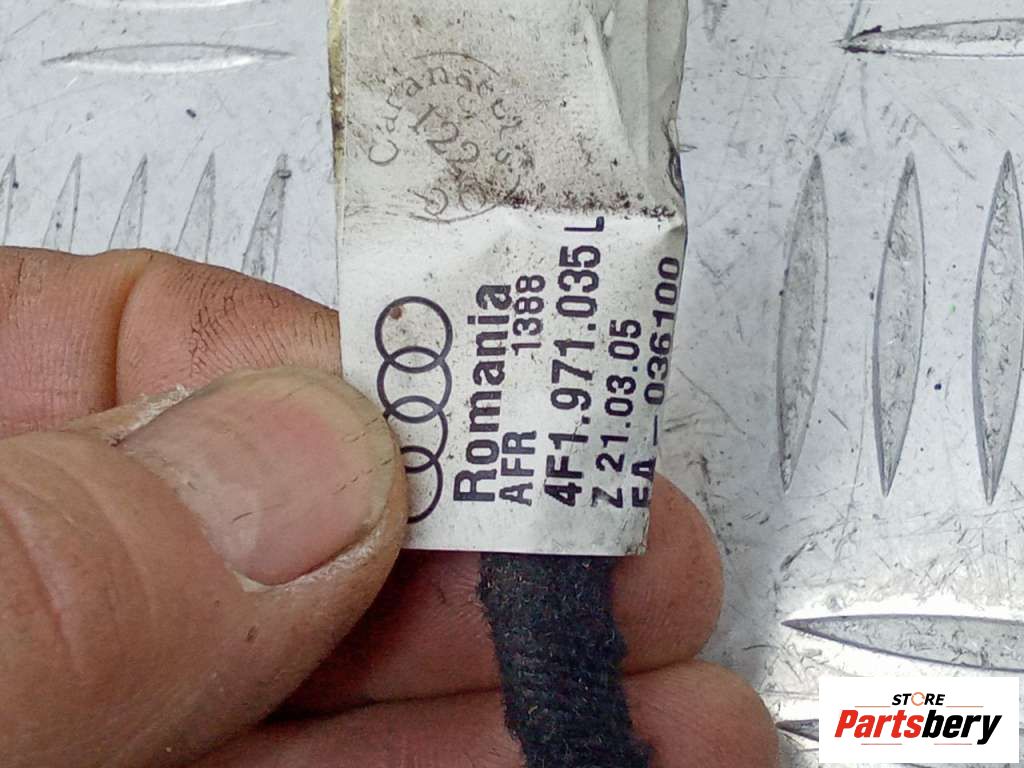 Romania
AFR 1388
4F1.971.035 L
Z 21.03.05
EA – 036100
STORE
Partsbery